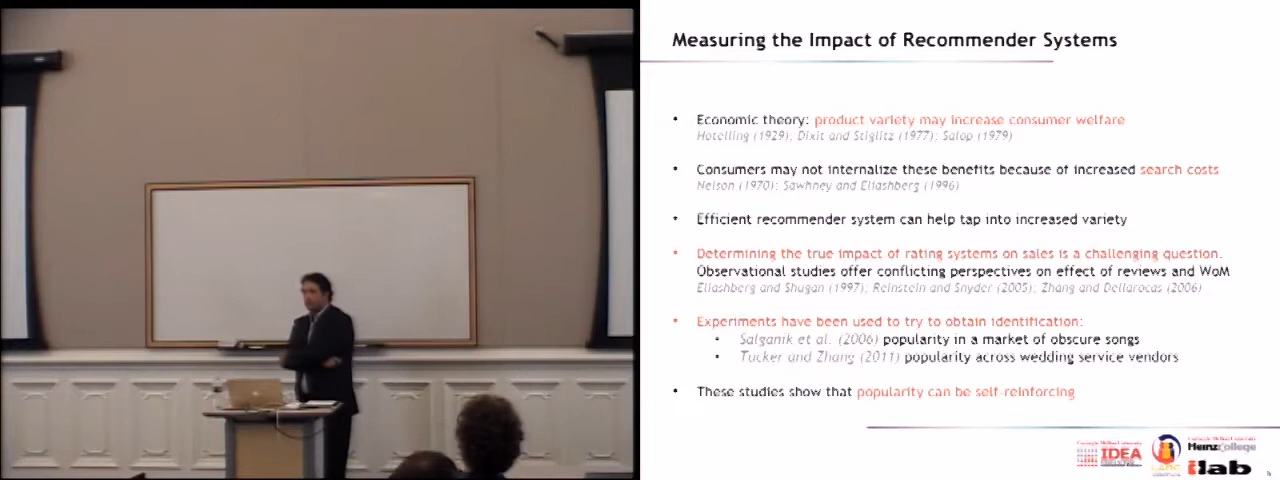 Measuring the Impact of Recommender Systems
• Economic theory: product variety may increase consumer welfare
Hotelling (1929); Dixit and Stiglitz (1977); Salop (1979)
• Consumers may not internalize these benefits because of increased search costs
Nelson (1970); Sawhney and Eliashberg (1996)
• Efficient recommender system can help tap into increased variety
• Determining the true impact of rating systems on sales is a challenging question.
Observational studies offer conflicting perspectives on effect of reviews and WoM
Eliashberg and Shugan (1997); Reinstein and Snyder (2005); Zhang and Dellarocas (2006)
• Experiments have been used to try to obtain identification:
• Salganik et al. (2006) popularity in a market of obscure songs
• Tucker and Zhang (2011) popularity across wedding service vendors
• These studies show that popularity can be self-reinforcing
IDEA
HeinzCollege
ilab